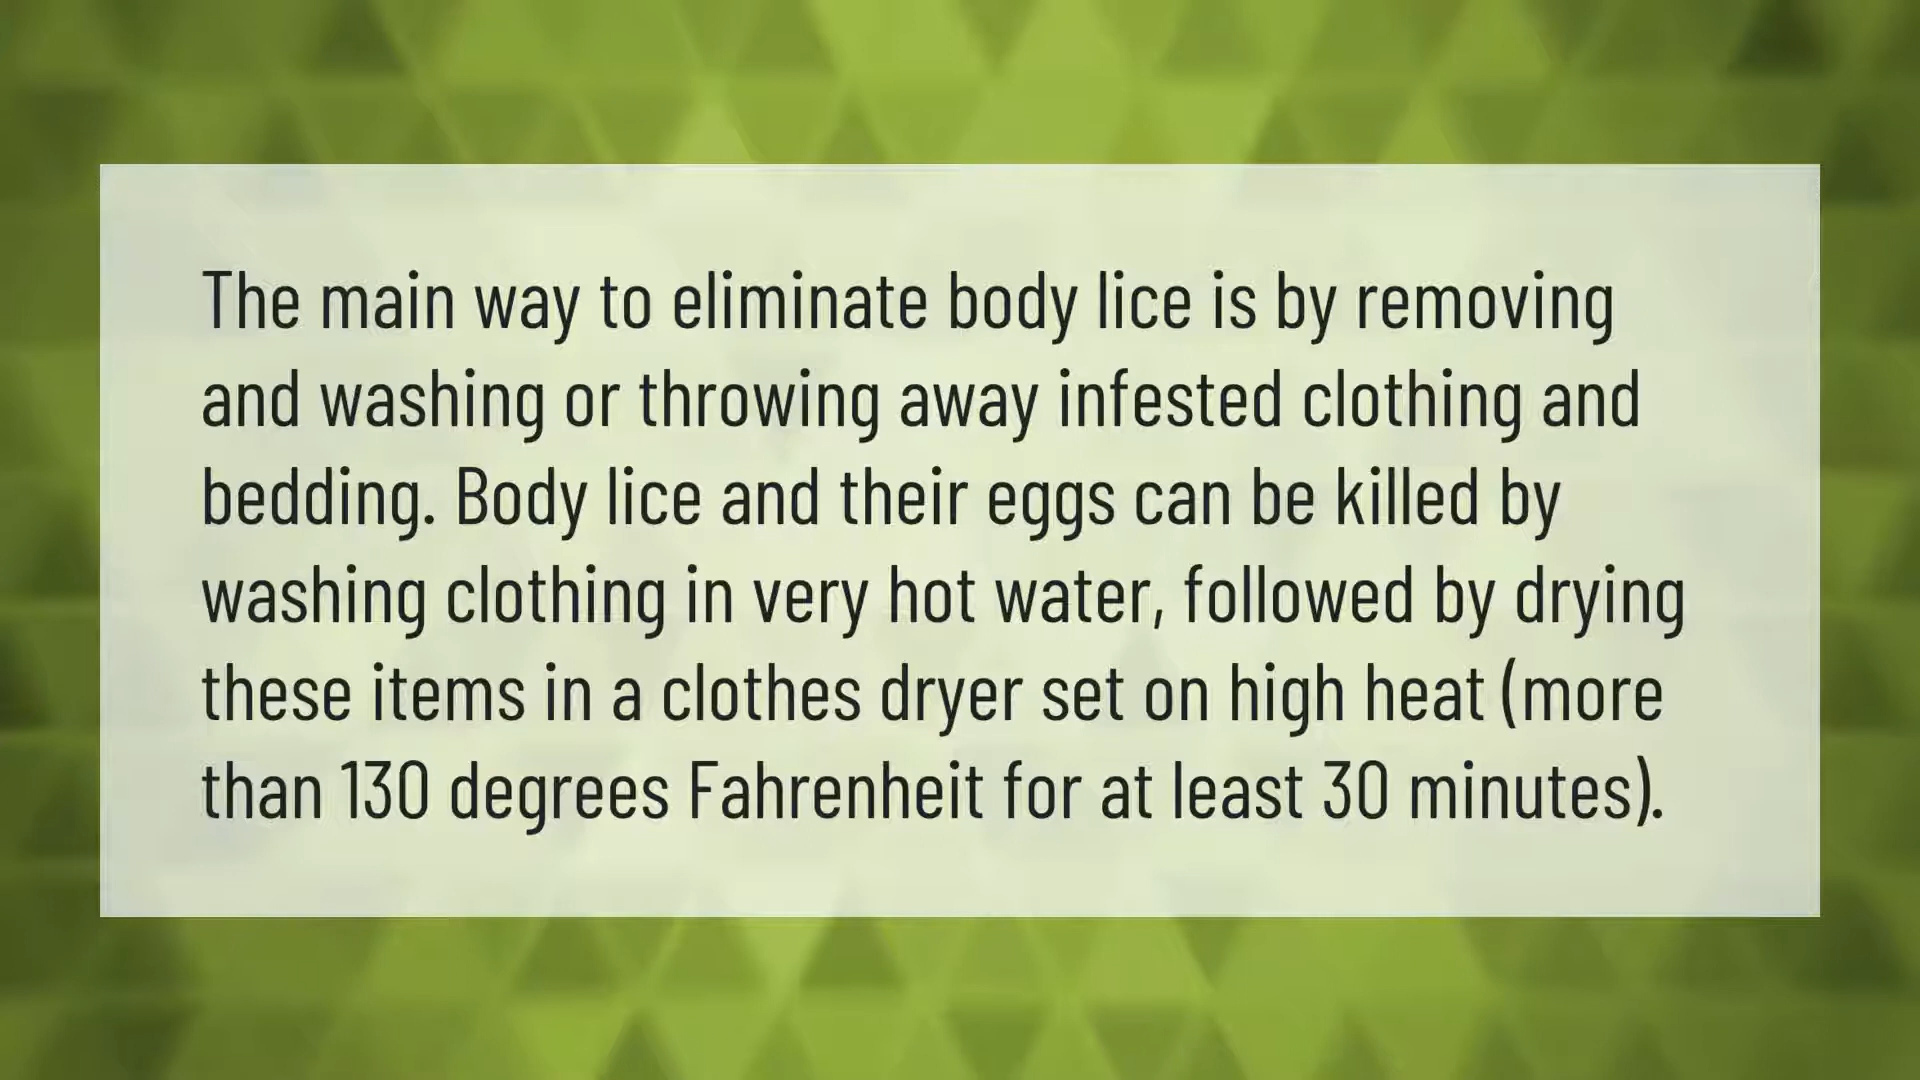 The main way to eliminate body lice is by removing
and washing or throwing away infested clothing and
bedding. Body lice and their eggs can be killed by
washing clothing in very hot water, followed by drying
these items in a clothes dryer set on high heat (more
than 130 degrees Fahrenheit for at least 30 minutes).